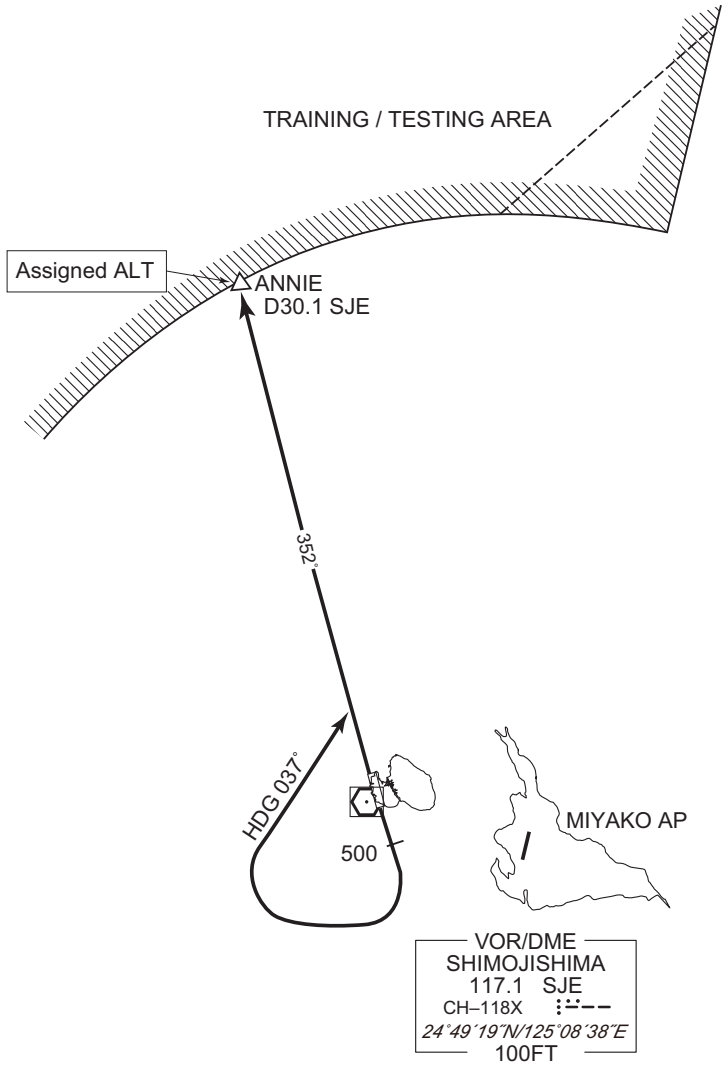 TRAINING / TESTING AREA
Assigned ALT
ANNIE
D30.1 SJE
352°
HDG 037°
500
MIYAKO AP
VOR/DME
SHIMOJISHIMA
117.1 SJE
CH–118X
24°49´19˝N/125°08´38˝E
100FT